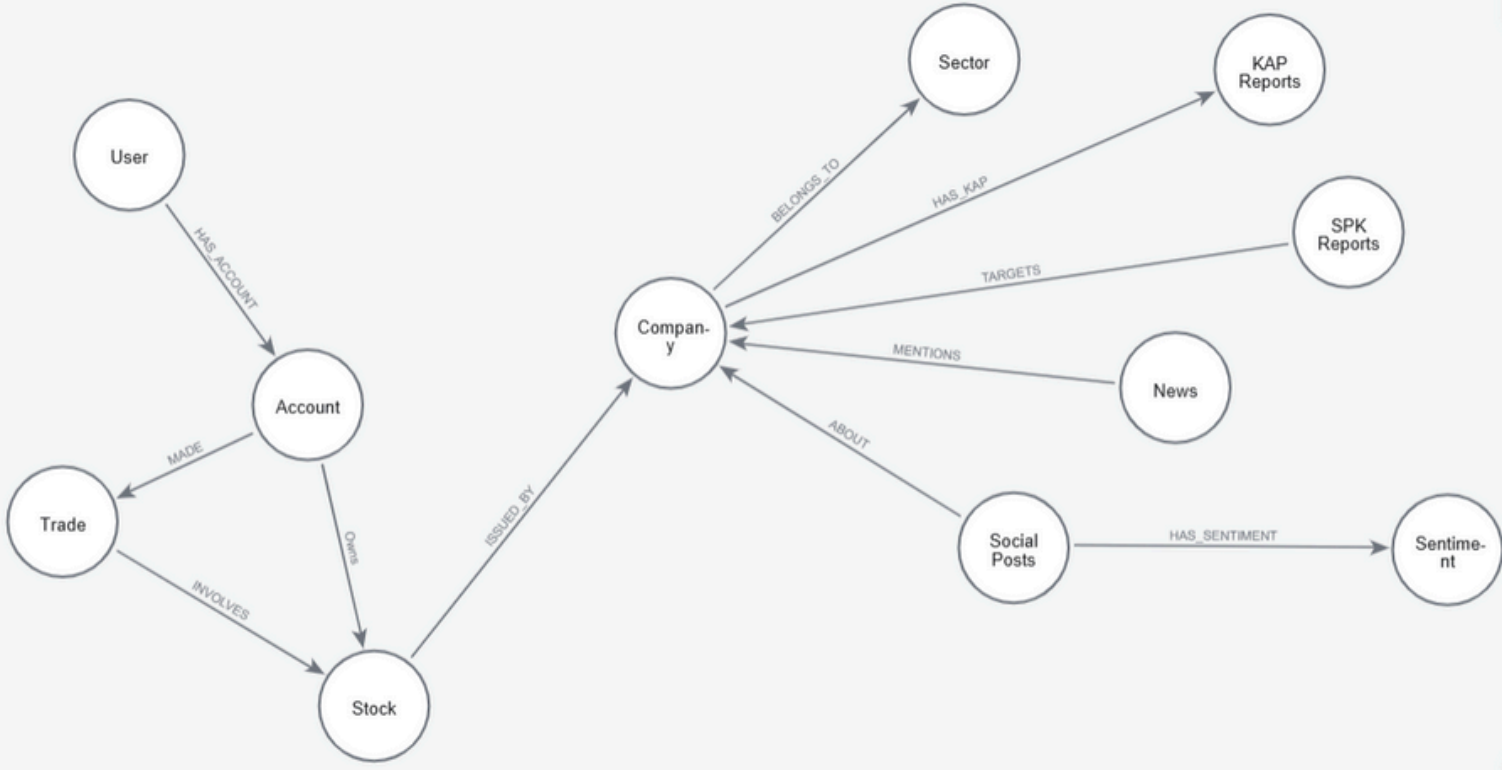 Sector
KAP
Reports
User
BELONGS_TO
HAS_KAP
SPK
Reports
HAS_ACCOUNT
TARGETS
Compan-
y
MENTIONS
News
Account
ABOUT
MADE
ISSUED_BY
Trade
Owns
Social
Posts
HAS_SENTIMENT
Sentime-
nt
INVOLVES
Stock